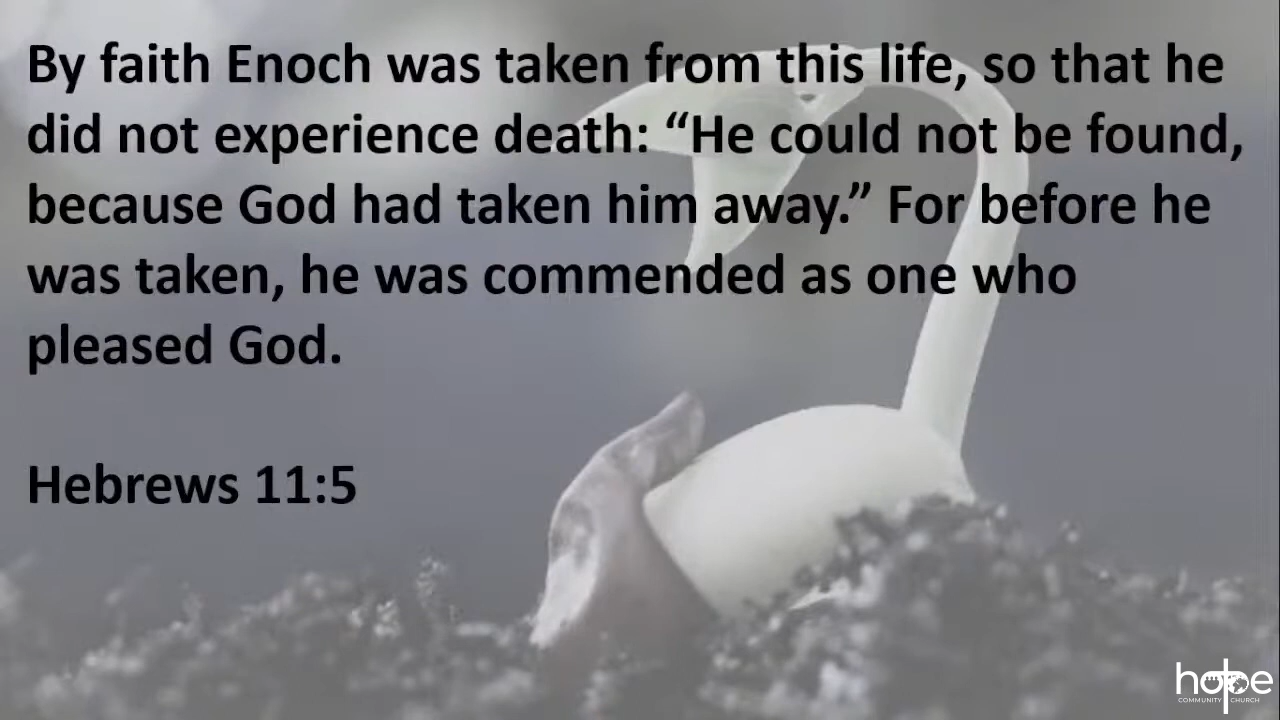 By faith Enoch was taken from this life, so that he
did not experience death: “He could not be found,
because God had taken him away.” For before he
was taken, he was commended as one who
pleased God.
Hebrews 11:5
hope
COMMUNITY CHURCH